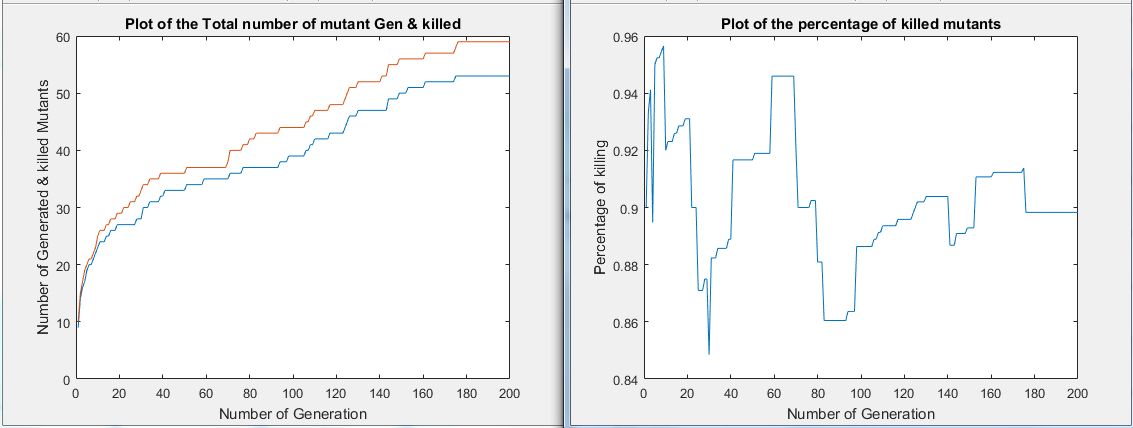 Plot of the Total number of mutant Gen & killed
60
50
40
30
20
10
0
Number of Generated & killed Mutants
0 20 40 60 80 100 120 140 160 180 200
Number of Generation
Plot of the percentage of killed mutants
0.96
0.94
0.92
0.9
0.88
0.86
0.84
Percentage of killing
0 20 40 60 80 100 120 140 160 180 200
Number of Generation